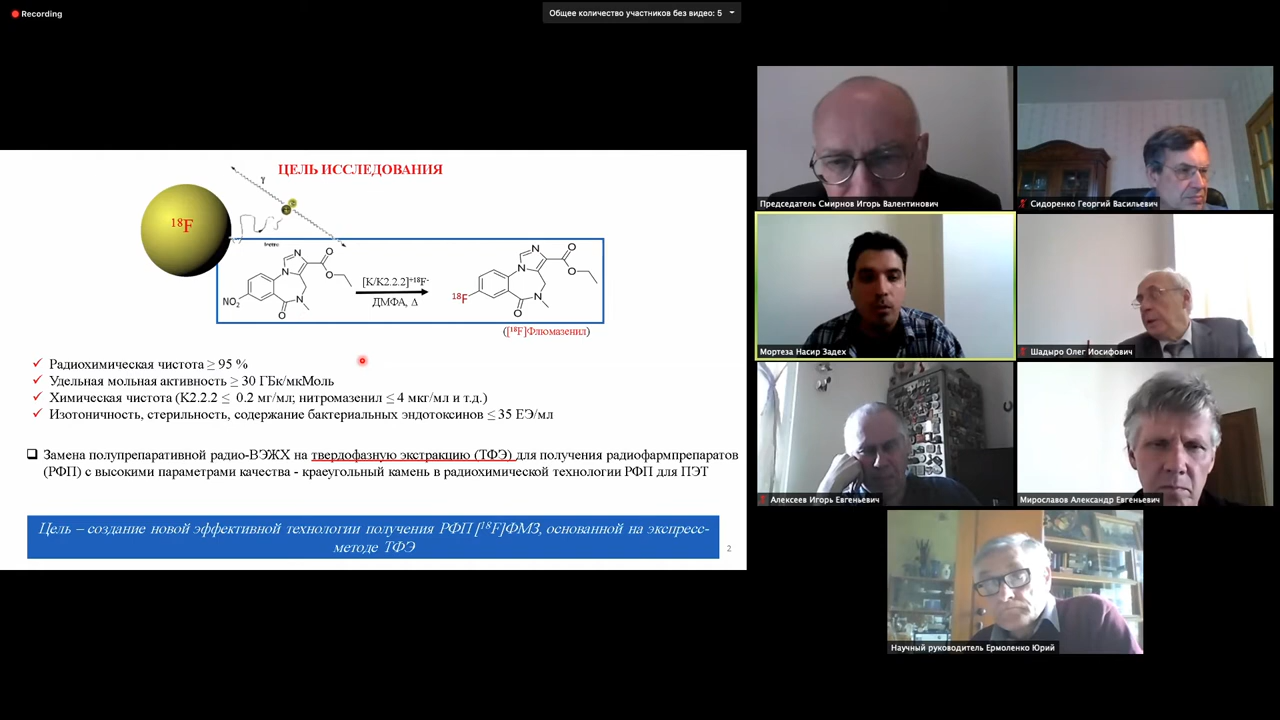 Recording
Общее количество участников без видео: 5
ЦЕЛЬ ИССЛЕДОВАНИЯ
γ
¹⁸F
N
N
O
O
NO₂
N
O
[K/K2.2.2]⁺¹⁸F⁻
ДМФА, Δ
N
N
O
O
¹⁸F
N
O
([¹⁸F]Флюмазенил)
Радиохимическая чистота ≥ 95 %
Удельная мольная активность ≥ 30 ГБк/мкМоль
Химическая чистота (K2.2.2 ≤ 0.2 мг/мл; нитромазенил ≤ 4 мкг/мл и т.д.)
Изотоничность, стерильность, содержание бактериальных эндотоксинов ≤ 35 ЕЭ/мл
Замена полупрепаративной радио-ВЭЖХ на твердофазную экстракцию (ТФЭ) для получения радиофармпрепаратов
(РФП) с высокими параметрами качества - краеугольный камень в радиохимической технологии РФП для ПЭТ
Цель – создание новой эффективной технологии получения РФП [¹⁸F]ФМЗ, основанной на экспресс-
методе ТФЭ
2
Председатель Смирнов Игорь Валентинович
Сидоренко Георгий Васильевич
Мортеза Насир Задех
Шадыро Олег Иосифович
Алексеев Игорь Евгеньевич
Мирославов Александр Евгеньевич
Научный руководитель Ермоленко Юрий